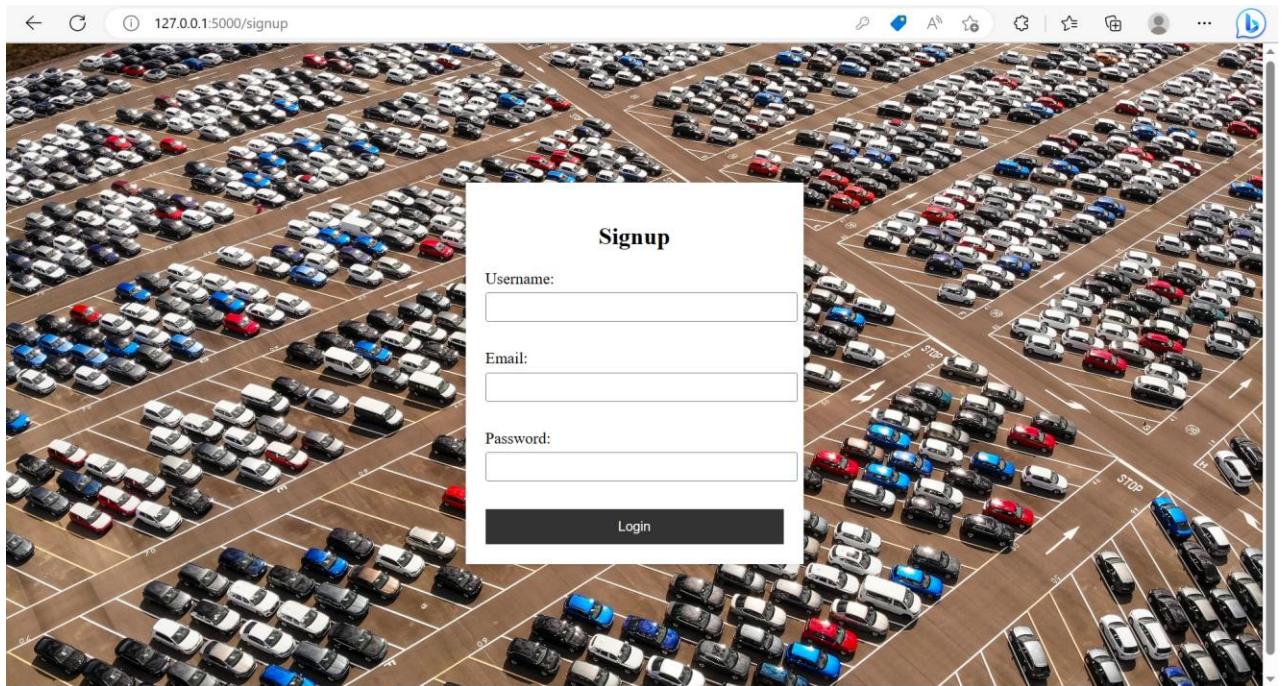 127.0.0.1:5000/signup
Signup
Username:
Email:
Password:
Login
STOP
STOP